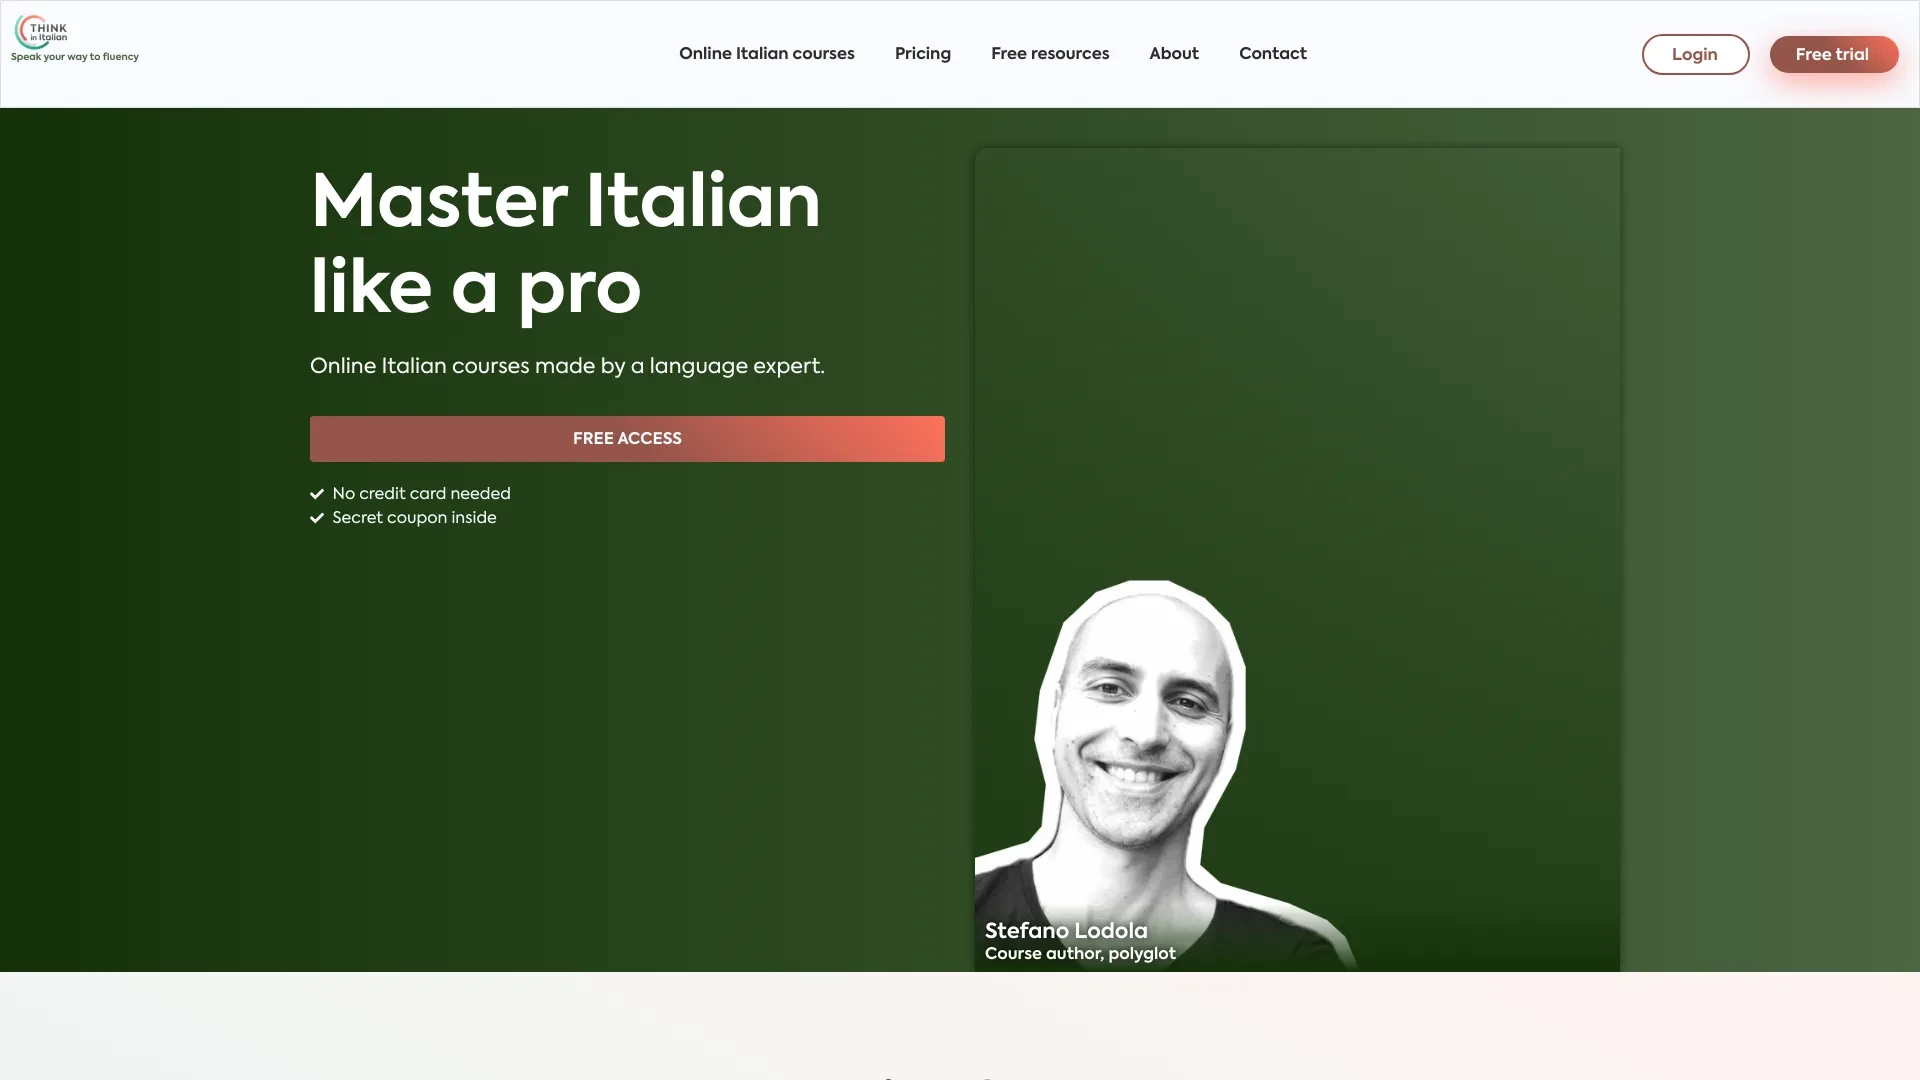 THINK
in Italian
Speak your way to fluency
Online Italian courses
Pricing
Free resources
About
Contact
Login
Free trial
Master Italian
like a pro
Online Italian courses made by a language expert.
FREE ACCESS
No credit card needed
Secret coupon inside
Stefano Lodola
Course author, polyglot